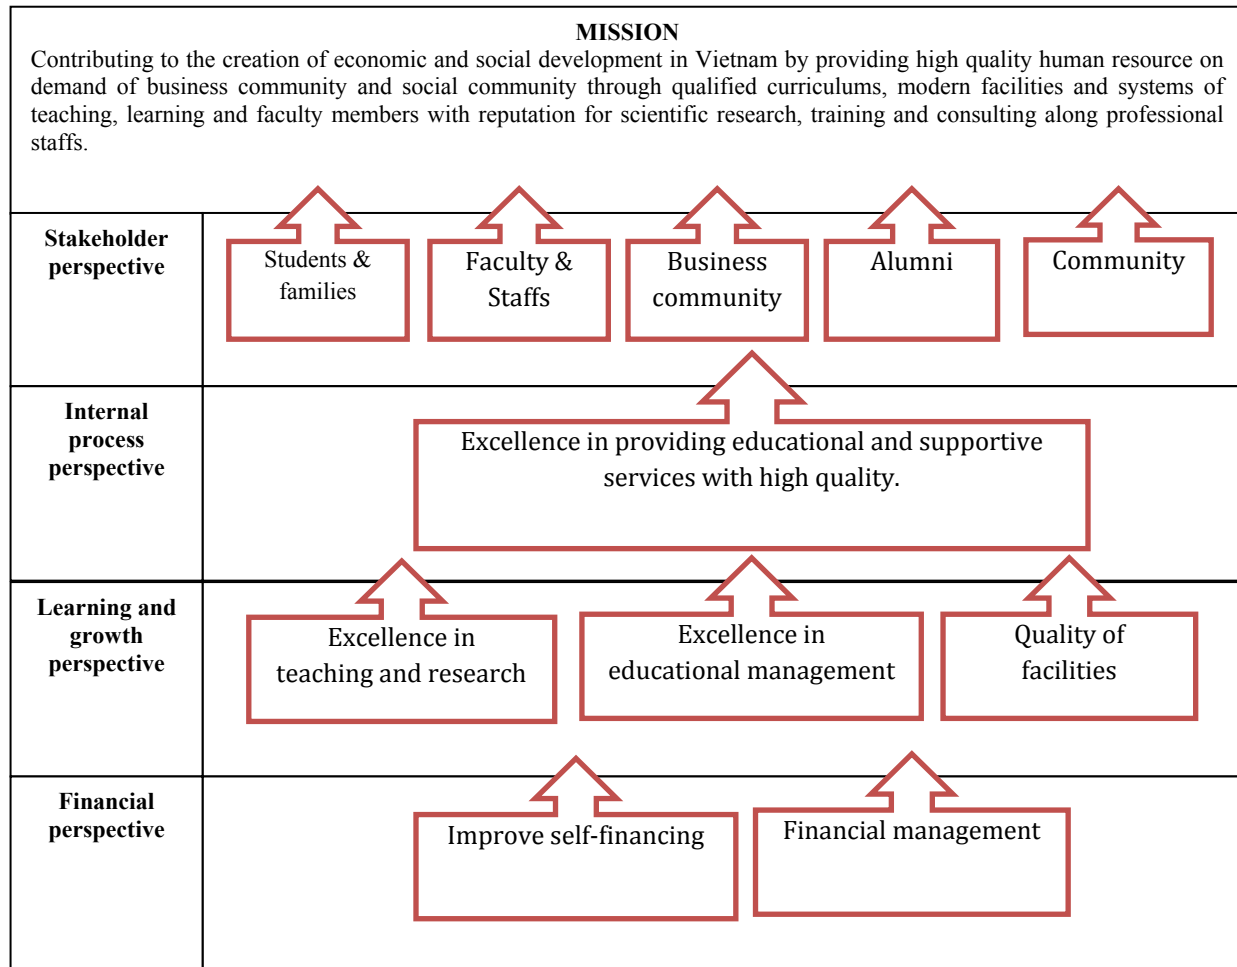 MISSION
Contributing to the creation of economic and social development in Vietnam by providing high quality human resource on
demand of business community and social community through qualified curriculums, modern facilities and systems of
teaching, learning and faculty members with reputation for scientific research, training and consulting along professional
staffs.
Stakeholder
perspective
Students &
families
Faculty &
Staffs
Business
community
Alumni
Community
Internal
process
perspective
Excellence in providing educational and supportive
services with high quality.
Learning and
growth
perspective
Excellence in
teaching and research
Excellence in
educational management
Quality of
facilities
Financial
perspective
Improve self-financing
Financial management